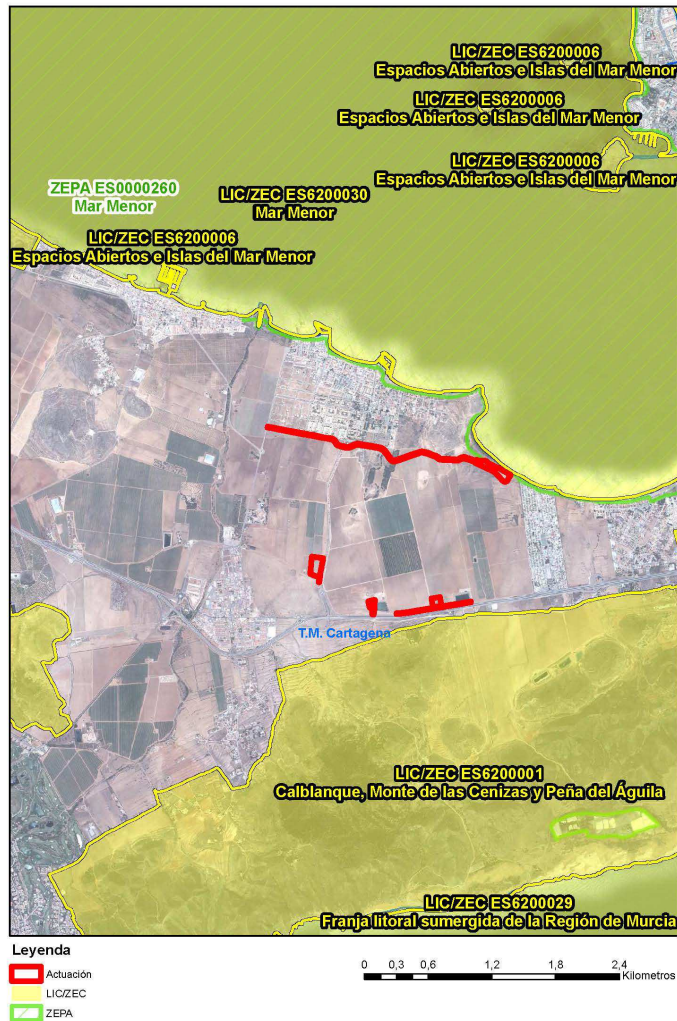 LIC/ZEC ES6200006
Espacios Abiertos e Islas del Mar Menor
LIC/ZEC ES6200006
Espacios Abiertos e Islas del Mar Menor
LIC/ZEC ES6200006
Espacios Abiertos e Islas del Mar Menor
ZEPA ES0000260
Mar Menor
LIC/ZEC ES6200030
Mar Menor
LIC/ZEC ES6200006
Espacios Abiertos e Islas del Mar Menor
T.M. Cartagena
LIC/ZEC ES6200001
Calblanque, Monte de las Cenizas y Peña del Águila
LIC/ZEC ES6200029
Franja litoral sumergida de la Región de Murcia
Leyenda
Actuación
LIC/ZEC
ZEPA
0 0,3 0,6 1,2 1,8 2,4
Kilometros